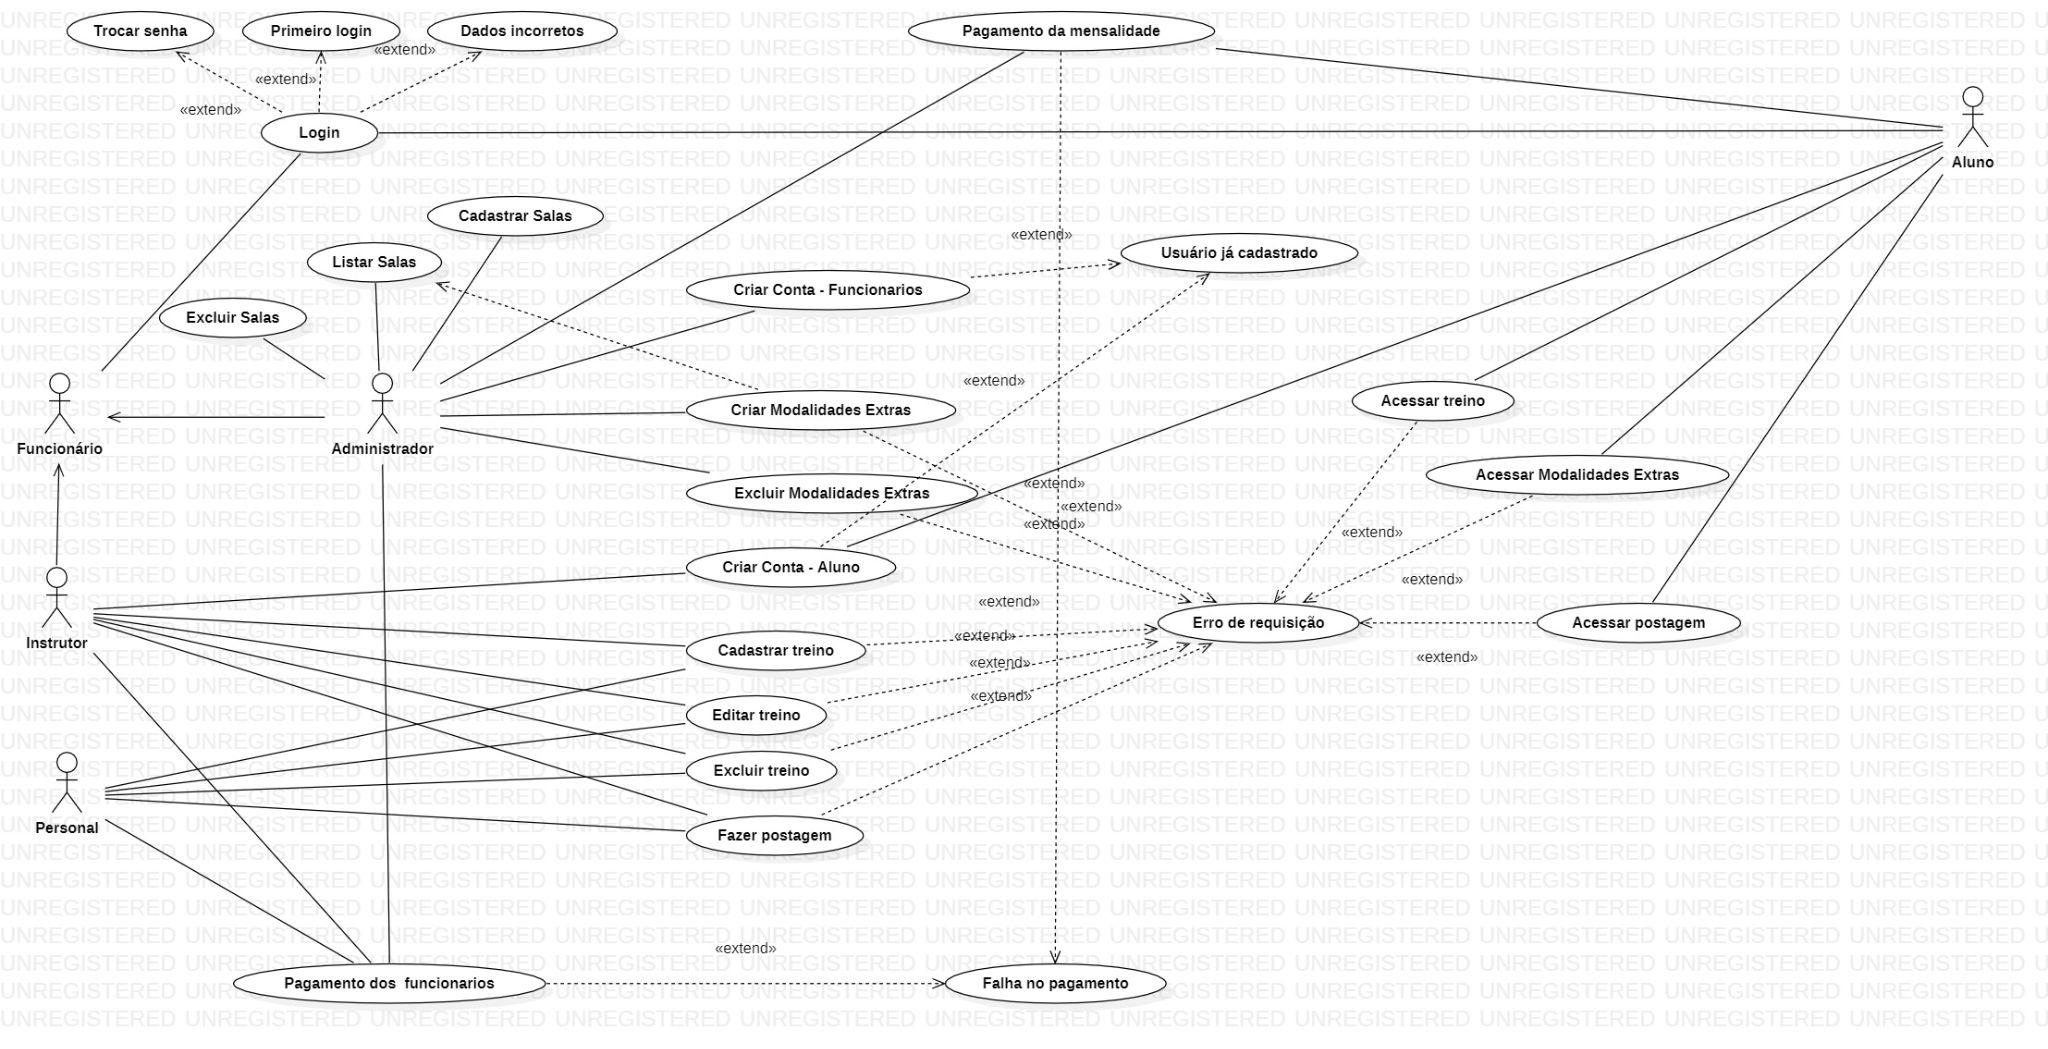 Trocar senha
Primeiro login
Dados incorretos
Pagamento da mensalidade
«extend»
«extend»
«extend»
Login
Aluno
Cadastrar Salas
«extend»
Usuário já cadastrado
Listar Salas
Criar Conta - Funcionarios
Excluir Salas
«extend»
Acessar treino
Criar Modalidades Extras
Funcionário
Administrador
Acessar Modalidades Extras
Excluir Modalidades Extras
«extend»
«extend»
«extend»
«extend»
Criar Conta - Aluno
«extend»
«extend»
Erro de requisição
Acessar postagem
«extend»
Instrutor
Cadastrar treino
«extend»
«extend»
«extend»
Editar treino
Excluir treino
Personal
Fazer postagem
«extend»
Pagamento dos  funcionarios
Falha no pagamento
UNREGISTERED